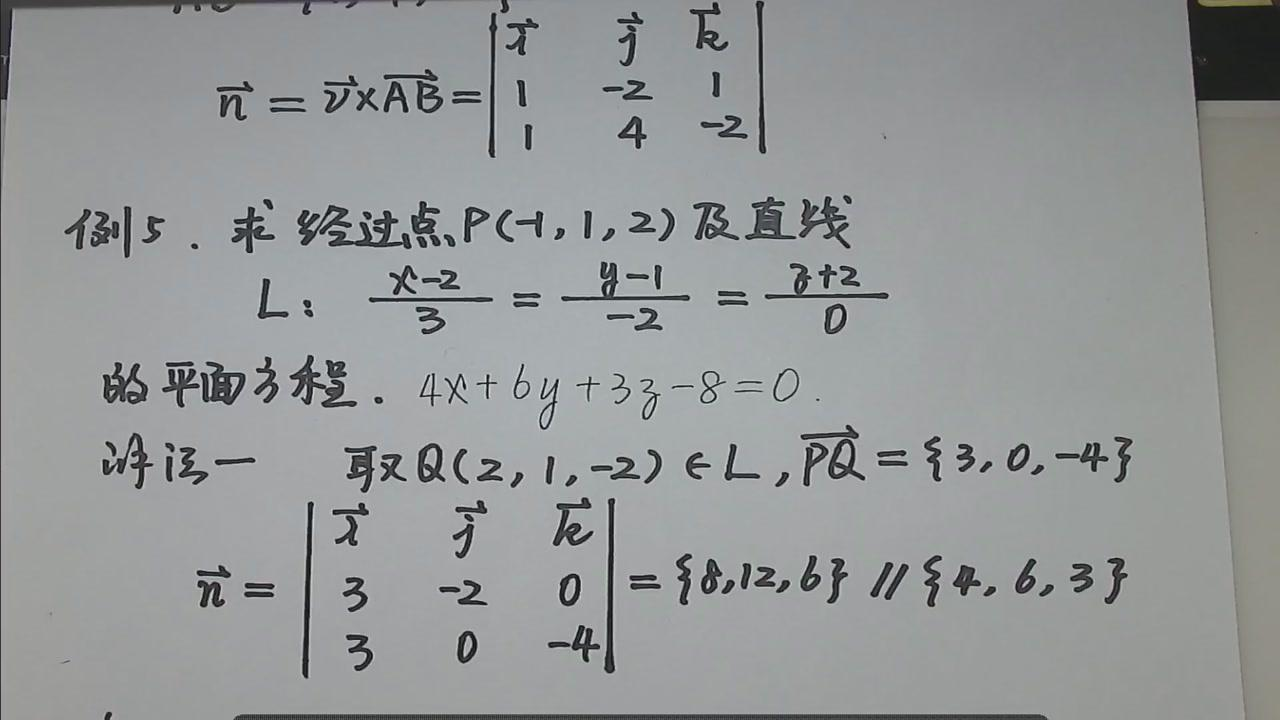 n⃗ = v⃗×AB⃗ = | i⃗ j⃗ k⃗ |
| 1 -2 1 |
| 1 4 -2 |
例5. 求经过点P(-1,1,2)及直线
L: (x-2)/3 = (y-1)/(-2) = (z+2)/0
的平面方程. 4x+6y+3z-8=0.
法一 取Q(2,1,-2)∈L, PQ⃗={3,0,-4}
n⃗ = | i⃗ j⃗ k⃗ |
| 3 -2 0 | = {8,12,6} // {4,6,3}
| 3 0 -4 |